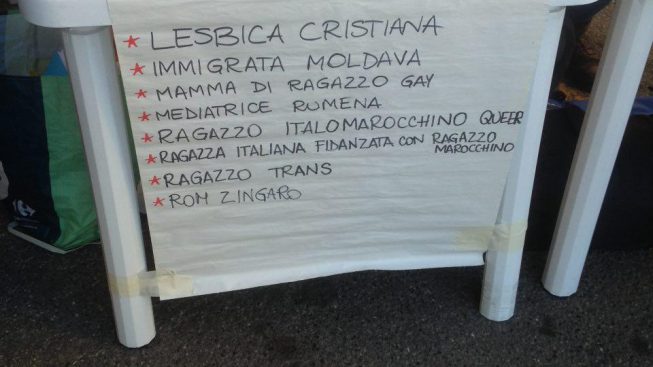 * LESBICA CRISTIANA
* IMMIGRATA MOLDAVA
* MAMMA DI RAGAZZO GAY
* MEDIATRICE RUMENA
* RAGAZZO ITALOMAROCCHINO QUEER
* RAGAZZA ITALIANA FIDANZATA CON RAGAZZO
MAROCCHINO
* RAGAZZO TRANS
* ROM ZINGARO